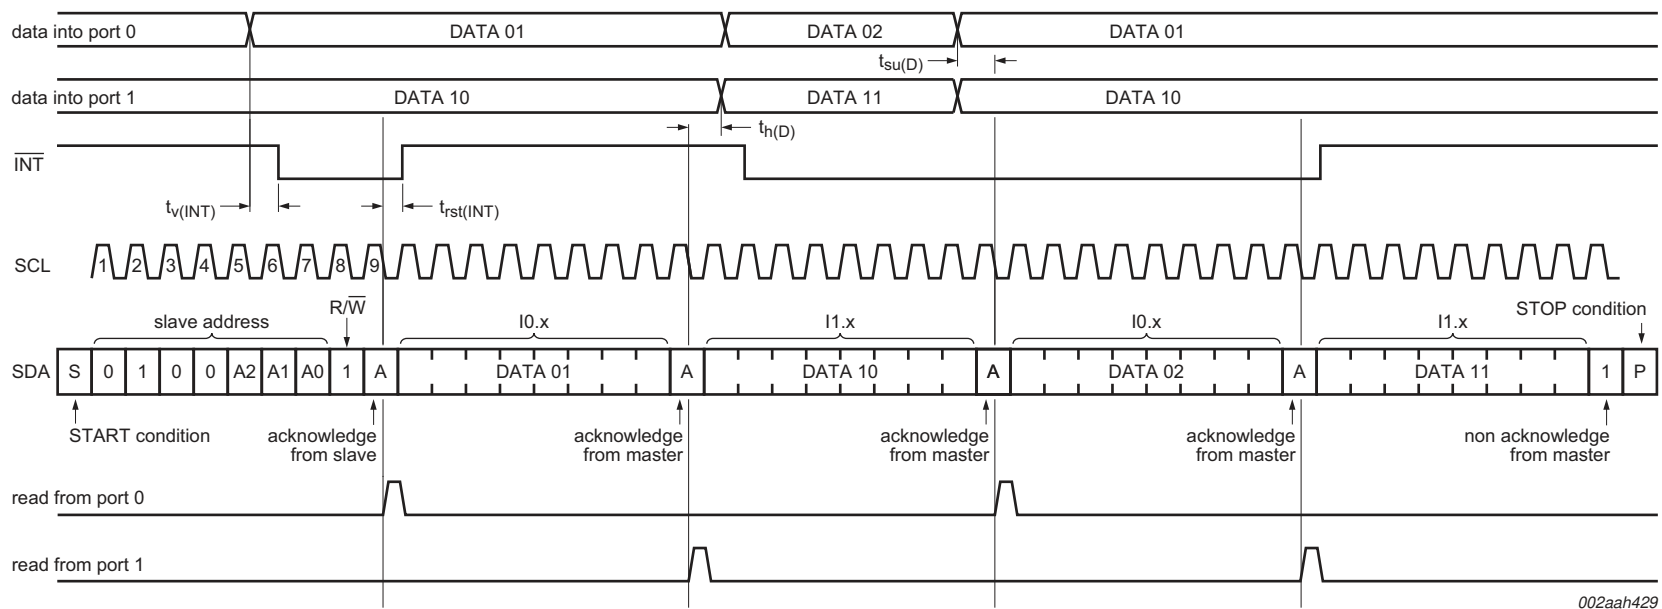 data into port 0 DATA 01 DATA 02 DATA 01
tsu(D)
data into port 1 DATA 10 DATA 11 DATA 10
th(D)
INT
tv(INT) trst(INT)
SCL 1 2 3 4 5 6 7 8 9
R/W STOP condition
slave address I0.x I1.x I0.x I1.x
SDA S 0 1 0 0 A2 A1 A0 1 A DATA 01 A DATA 10 A DATA 02 A DATA 11 1 P
START condition acknowledge acknowledge acknowledge acknowledge non acknowledge
from slave from master from master from master from master
read from port 0
read from port 1
002aah429